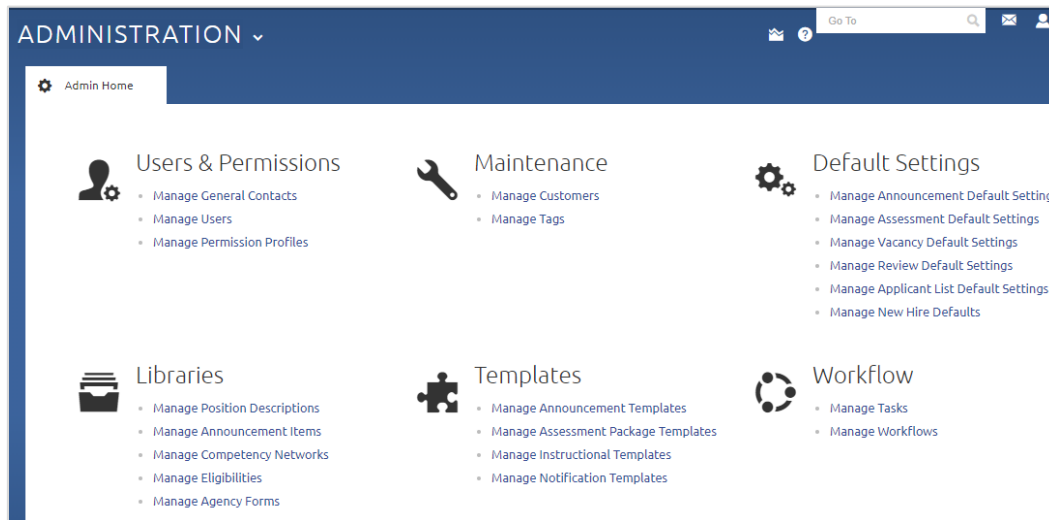 ADMINISTRATION
Go To
Admin Home
Users & Permissions
Manage General Contacts
Manage Users
Manage Permission Profiles
Maintenance
Manage Customers
Manage Tags
Default Settings
Manage Announcement Default Setting
Manage Assessment Default Settings
Manage Vacancy Default Settings
Manage Review Default Settings
Manage Applicant List Default Settings
Manage New Hire Defaults
Libraries
Manage Position Descriptions
Manage Announcement Items
Manage Competency Networks
Manage Eligibilities
Manage Agency Forms
Templates
Manage Announcement Templates
Manage Assessment Package Templates
Manage Instructional Templates
Manage Notification Templates
Workflow
Manage Tasks
Manage Workflows